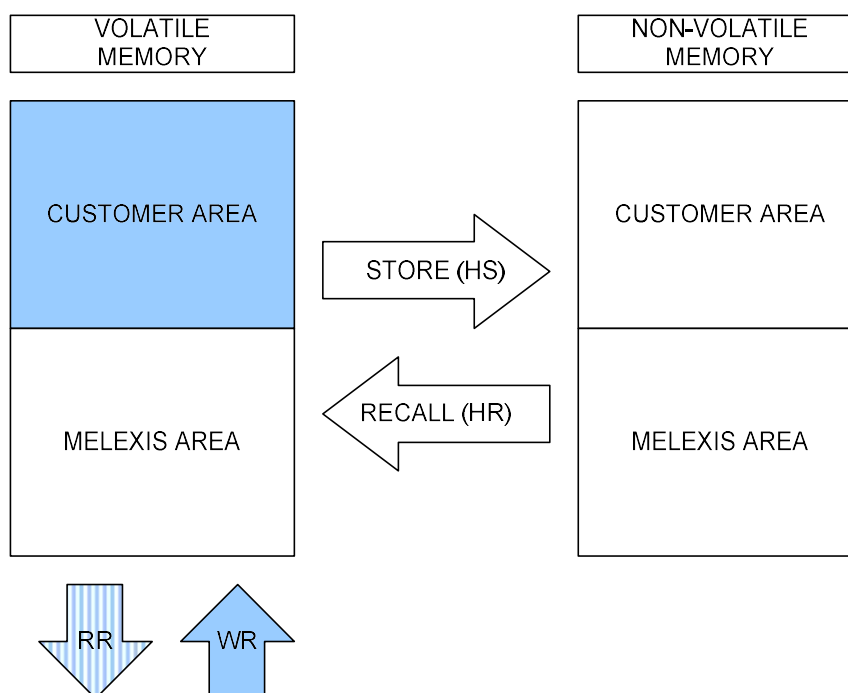 VOLATILE
MEMORY
NON-VOLATILE
MEMORY
CUSTOMER AREA
CUSTOMER AREA
STORE (HS)
RECALL (HR)
MELEXIS AREA
MELEXIS AREA
RR
WR